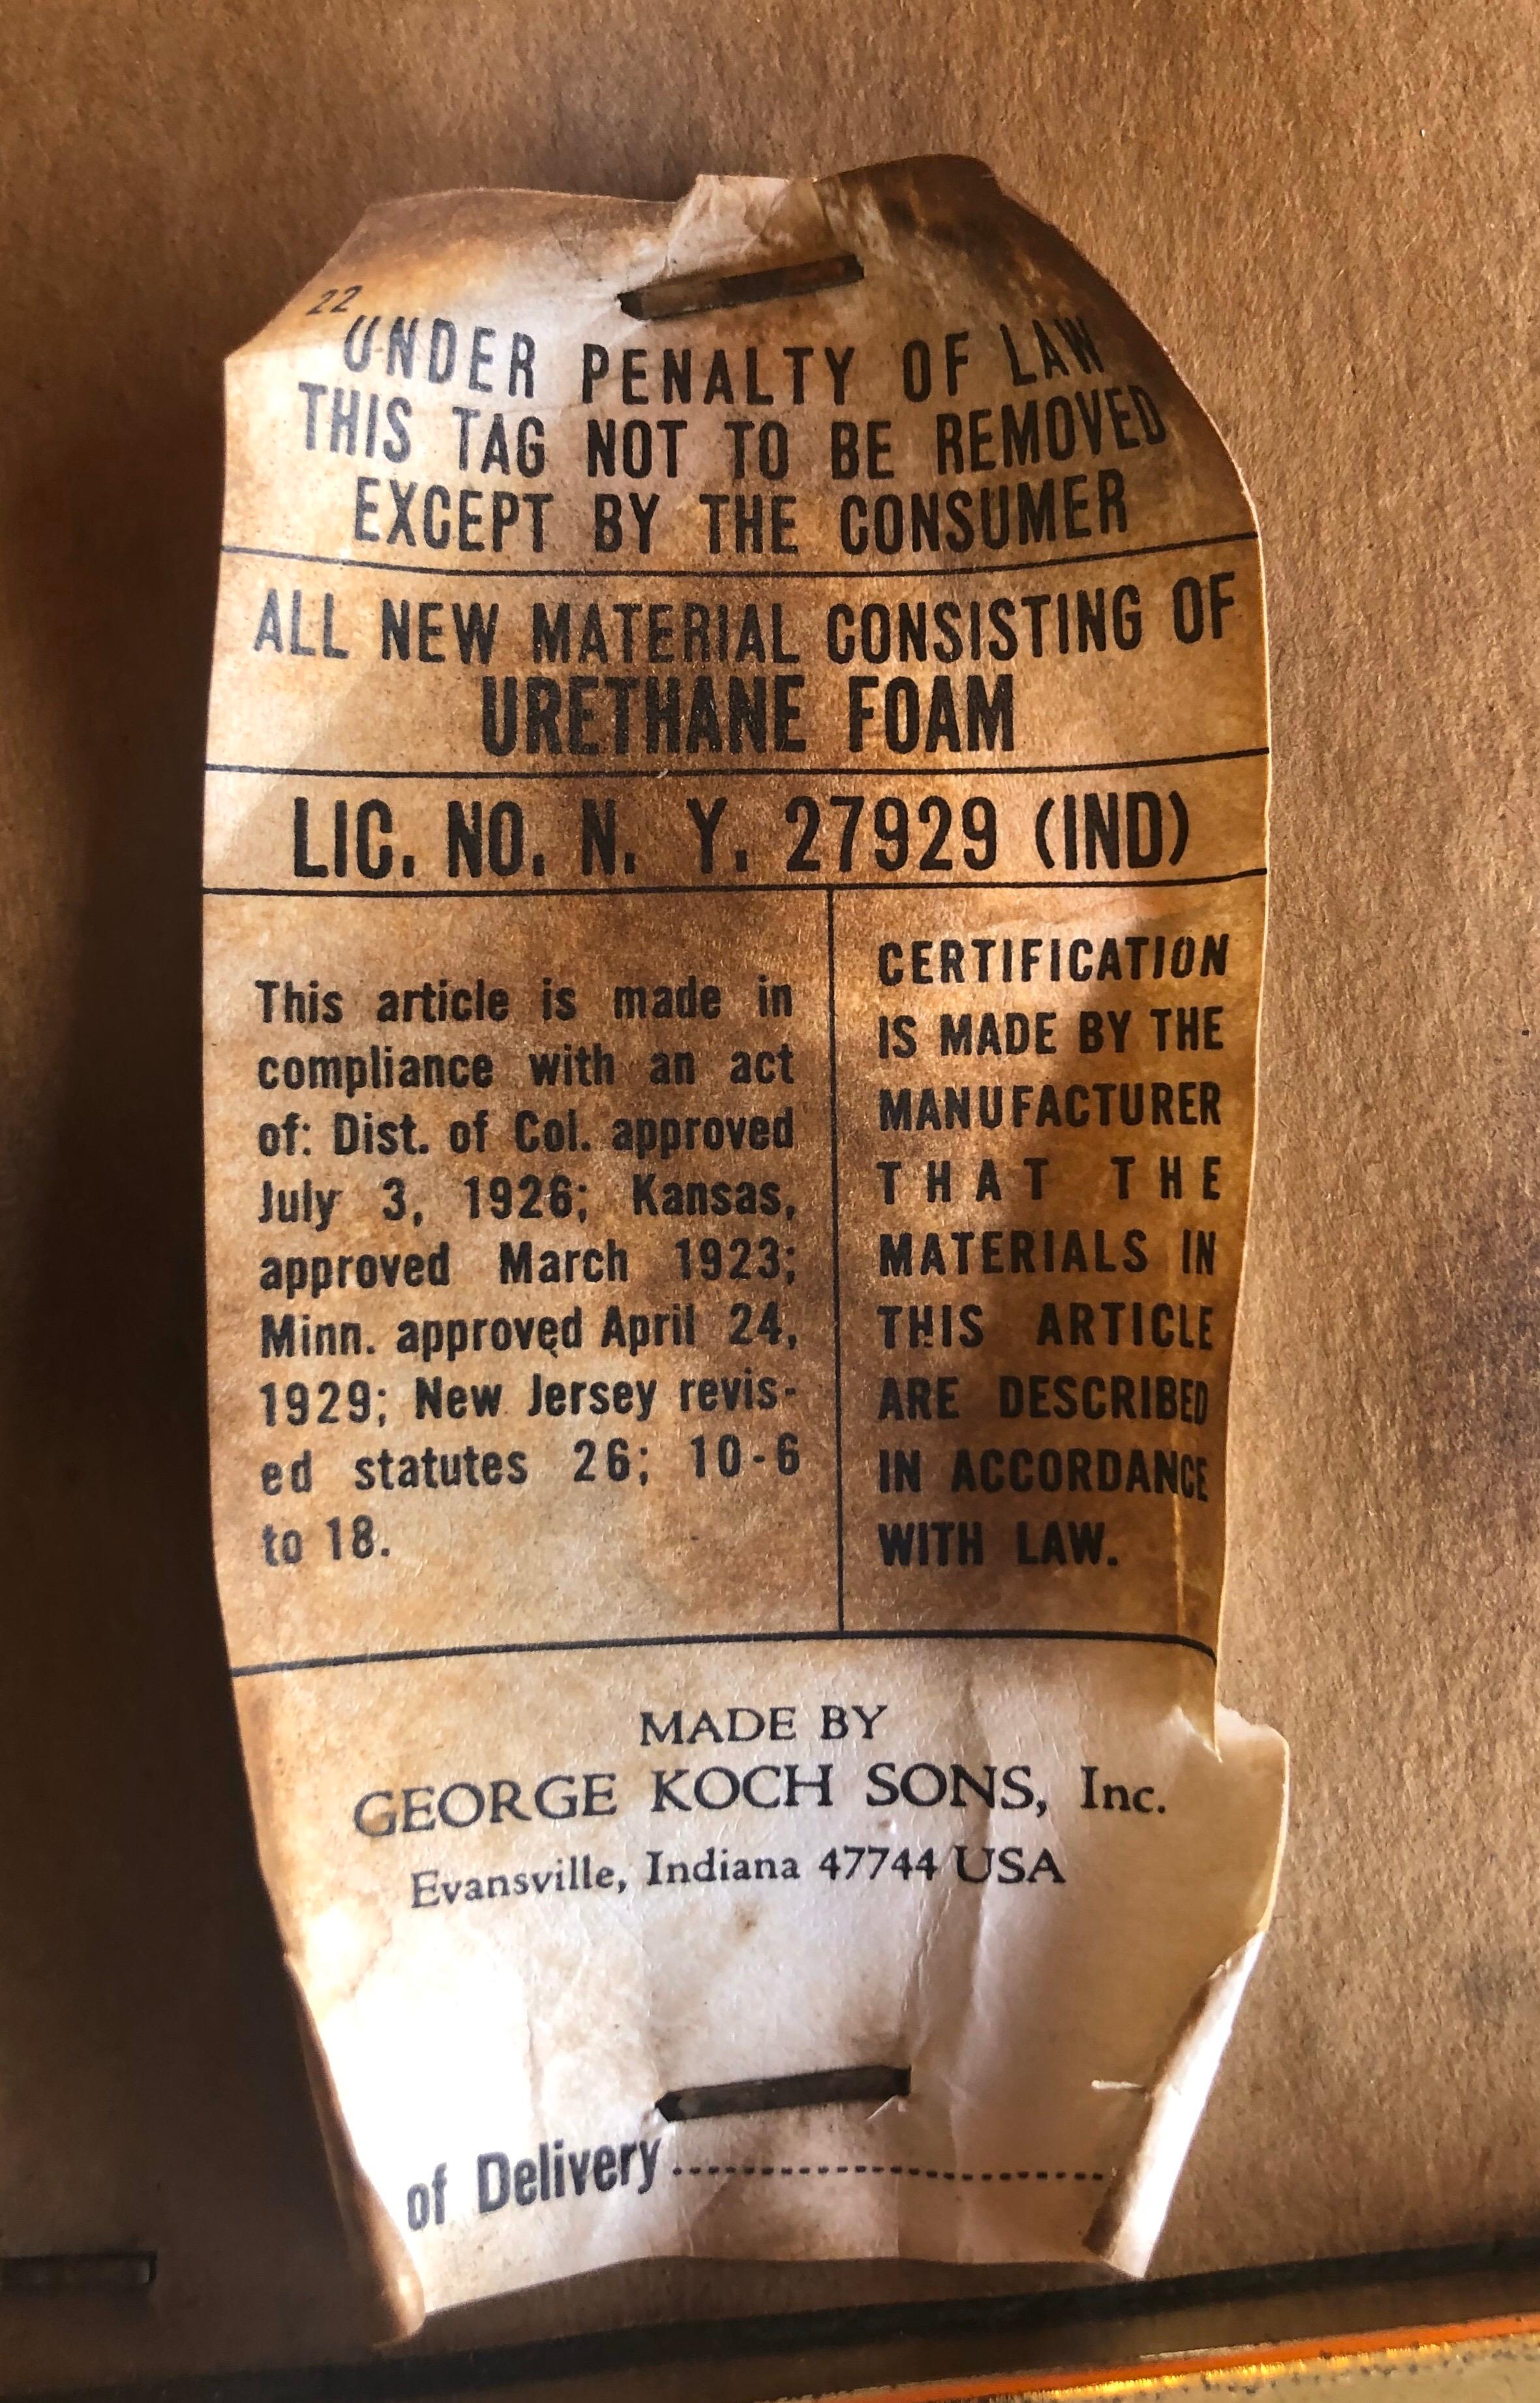 22
UNDER PENALTY OF LAW
THIS TAG NOT TO BE REMOVED
EXCEPT BY THE CONSUMER
ALL NEW MATERIAL CONSISTING OF
URETHANE FOAM
LIC. NO. N. Y. 27929 (IND)
This article is made in
compliance with an act
of: Dist. of Col. approved
July 3, 1926; Kansas,
approved March 1923;
Minn. approved April 24,
1929; New Jersey revis-
ed statutes 26; 10-6
to 18.
CERTIFICATION
IS MADE BY THE
MANUFACTURER
THAT THE
MATERIALS IN
THIS ARTICLE
ARE DESCRIBED
IN ACCORDANCE
WITH LAW.
MADE BY
GEORGE KOCH SONS, Inc.
Evansville, Indiana 47744 USA
of Delivery........................................